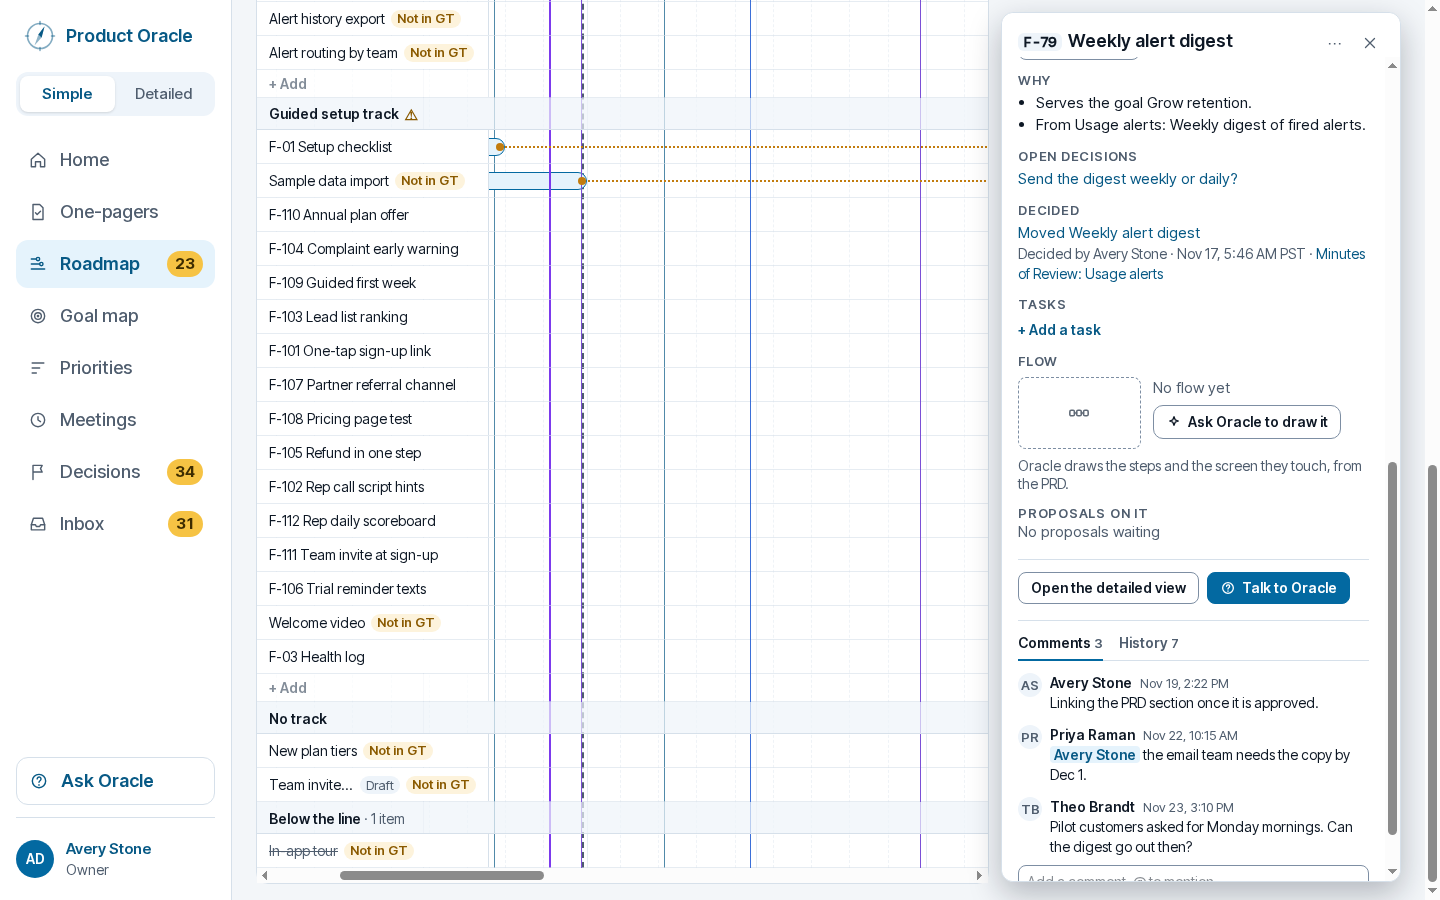 Product Oracle
Simple
Detailed
Home
One-pagers
Roadmap 23
Goal map
Priorities
Meetings
Decisions 34
Inbox 31
Ask Oracle
AD
Avery Stone
Owner
Alert history export Not in GT
Alert routing by team Not in GT
+ Add
Guided setup track
F-01 Setup checklist
Sample data import Not in GT
F-110 Annual plan offer
F-104 Complaint early warning
F-109 Guided first week
F-103 Lead list ranking
F-101 One-tap sign-up link
F-107 Partner referral channel
F-108 Pricing page test
F-105 Refund in one step
F-102 Rep call script hints
F-112 Rep daily scoreboard
F-111 Team invite at sign-up
F-106 Trial reminder texts
Welcome video Not in GT
F-03 Health log
+ Add
No track
New plan tiers Not in GT
Team invite... Draft Not in GT
Below the line · 1 item
In-app tour Not in GT
F-79 Weekly alert digest
WHY
• Serves the goal Grow retention.
• From Usage alerts: Weekly digest of fired alerts.
OPEN DECISIONS
Send the digest weekly or daily?
DECIDED
Moved Weekly alert digest
Decided by Avery Stone · Nov 17, 5:46 AM PST · Minutes
of Review: Usage alerts
TASKS
+ Add a task
FLOW
No flow yet
Ask Oracle to draw it
Oracle draws the steps and the screen they touch, from
the PRD.
PROPOSALS ON IT
No proposals waiting
Open the detailed view
Talk to Oracle
Comments 3
History 7
AS
Avery Stone Nov 19, 2:22 PM
Linking the PRD section once it is approved.
PR
Priya Raman Nov 22, 10:15 AM
Avery Stone the email team needs the copy by
Dec 1.
TB
Theo Brandt Nov 23, 3:10 PM
Pilot customers asked for Monday mornings. Can
the digest go out then?
Add a comment, @ to mention